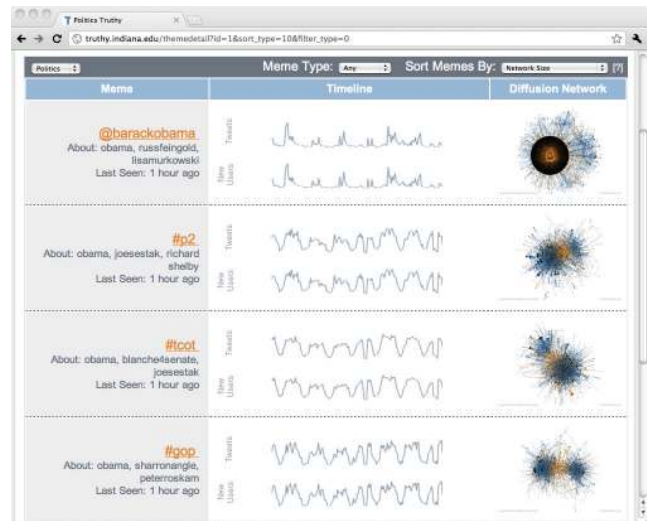 Politics Truthy
truthy.indiana.edu/themedetail?id=1&sort_type=10&filter_type=0
Politics Meme Type: Any Sort Memes By: Network Size [?]
Meme Timeline Diffusion Network
@barackobama
About: obama, russfeingold,
lisamurkowski
Last Seen: 1 hour ago
Tweets
New
Users
#p2
About: obama, joesestak, richard
shelby
Last Seen: 1 hour ago
Tweets
New
Users
#tcot
About: obama, blanche4senate,
joesestak
Last Seen: 1 hour ago
Tweets
New
Users
#gop
About: obama, sharronangle,
peterroskam
Last Seen: 1 hour ago
Tweets
New
Users